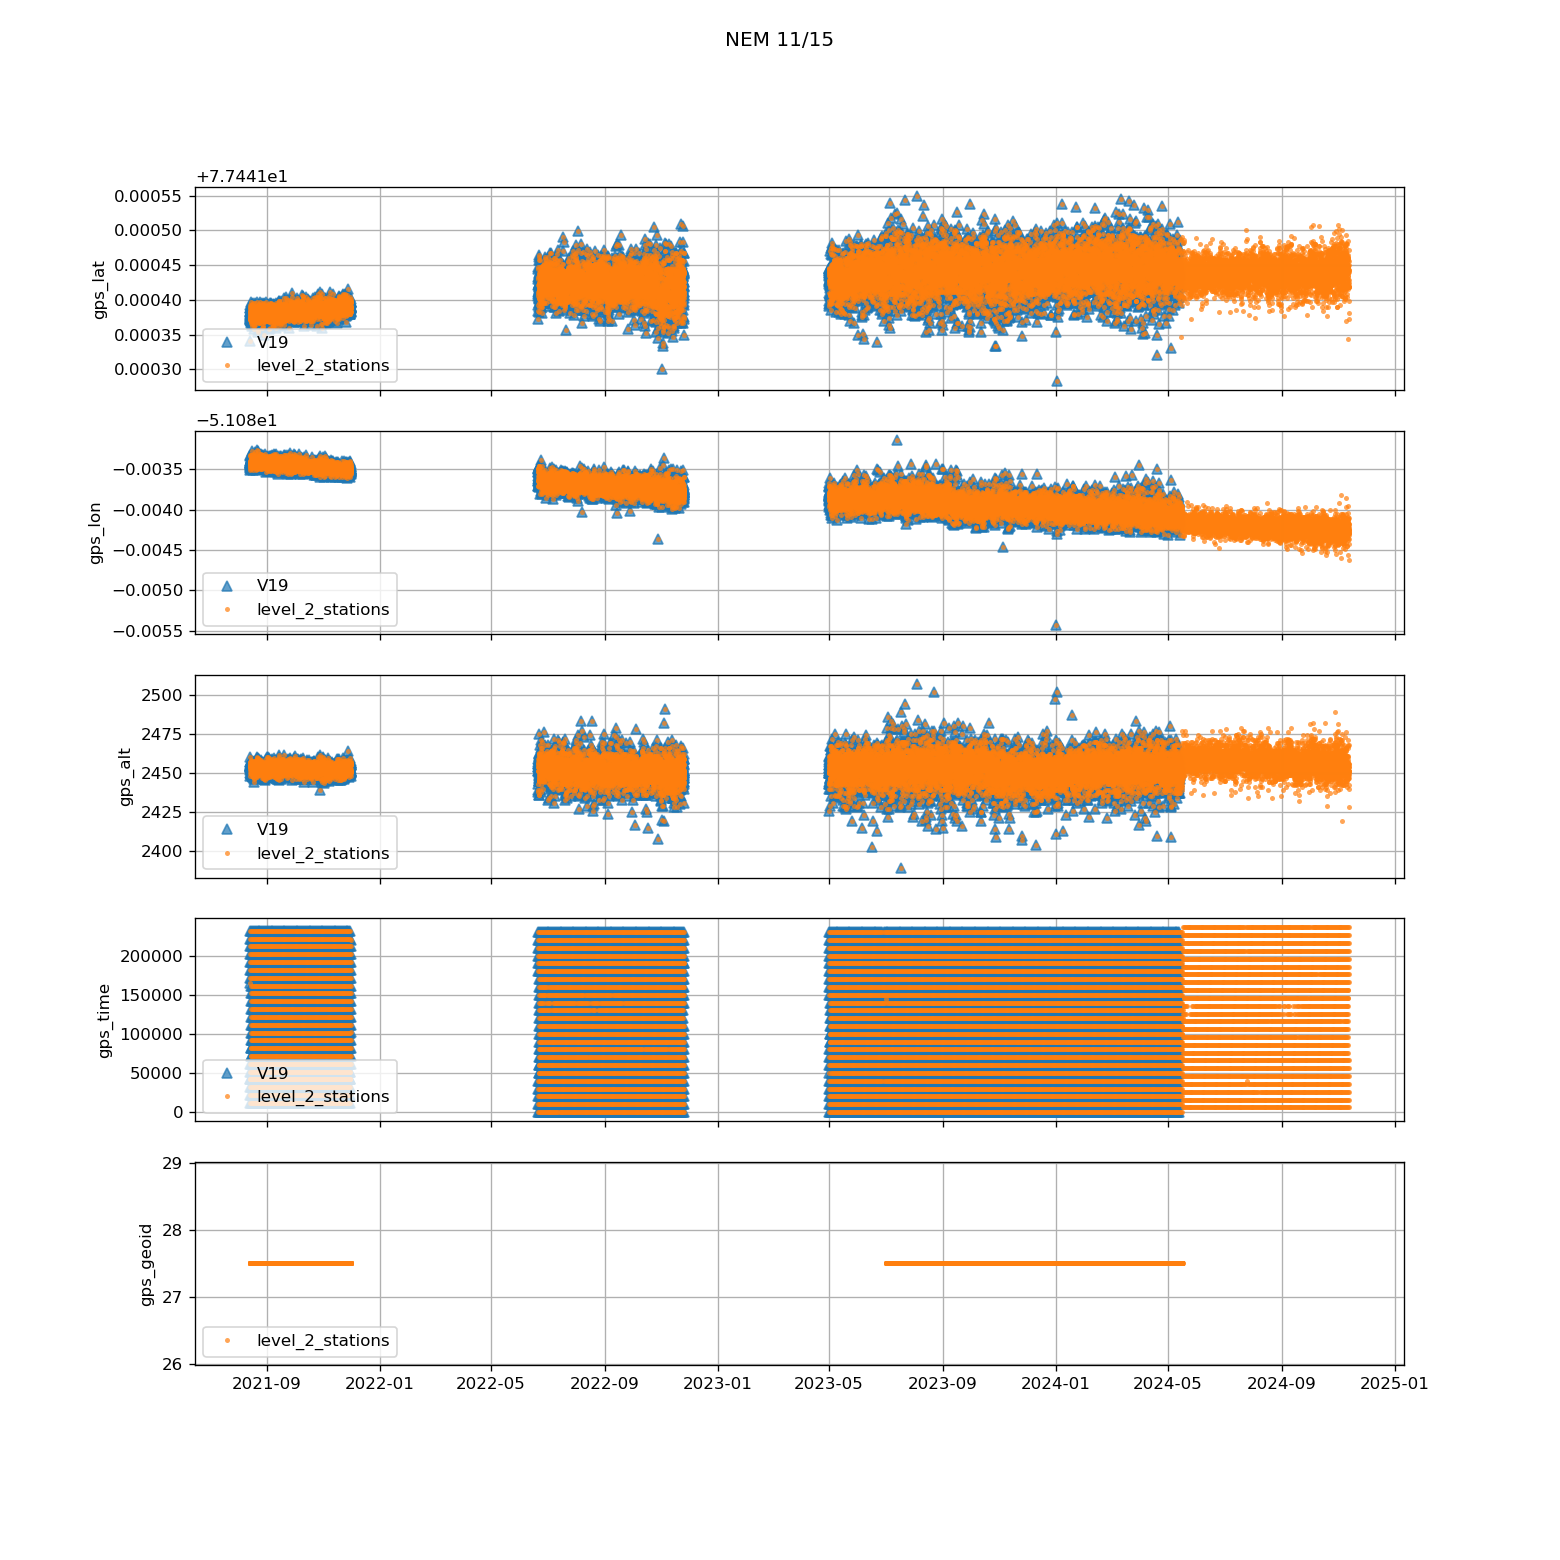 NEM 11/15
+7.7441e1
0.00055
0.00050
0.00045
0.00040
0.00035
0.00030
gps_lat
V19
level_2_stations
−5.108e1
−0.0035
−0.0040
−0.0045
−0.0050
−0.0055
gps_lon
V19
level_2_stations
2500
2475
2450
2425
2400
gps_alt
V19
level_2_stations
200000
150000
100000
50000
0
gps_time
V19
level_2_stations
29
28
27
26
gps_geoid
level_2_stations
2021-09 2022-01 2022-05 2022-09 2023-01 2023-05 2023-09 2024-01 2024-05 2024-09 2025-01